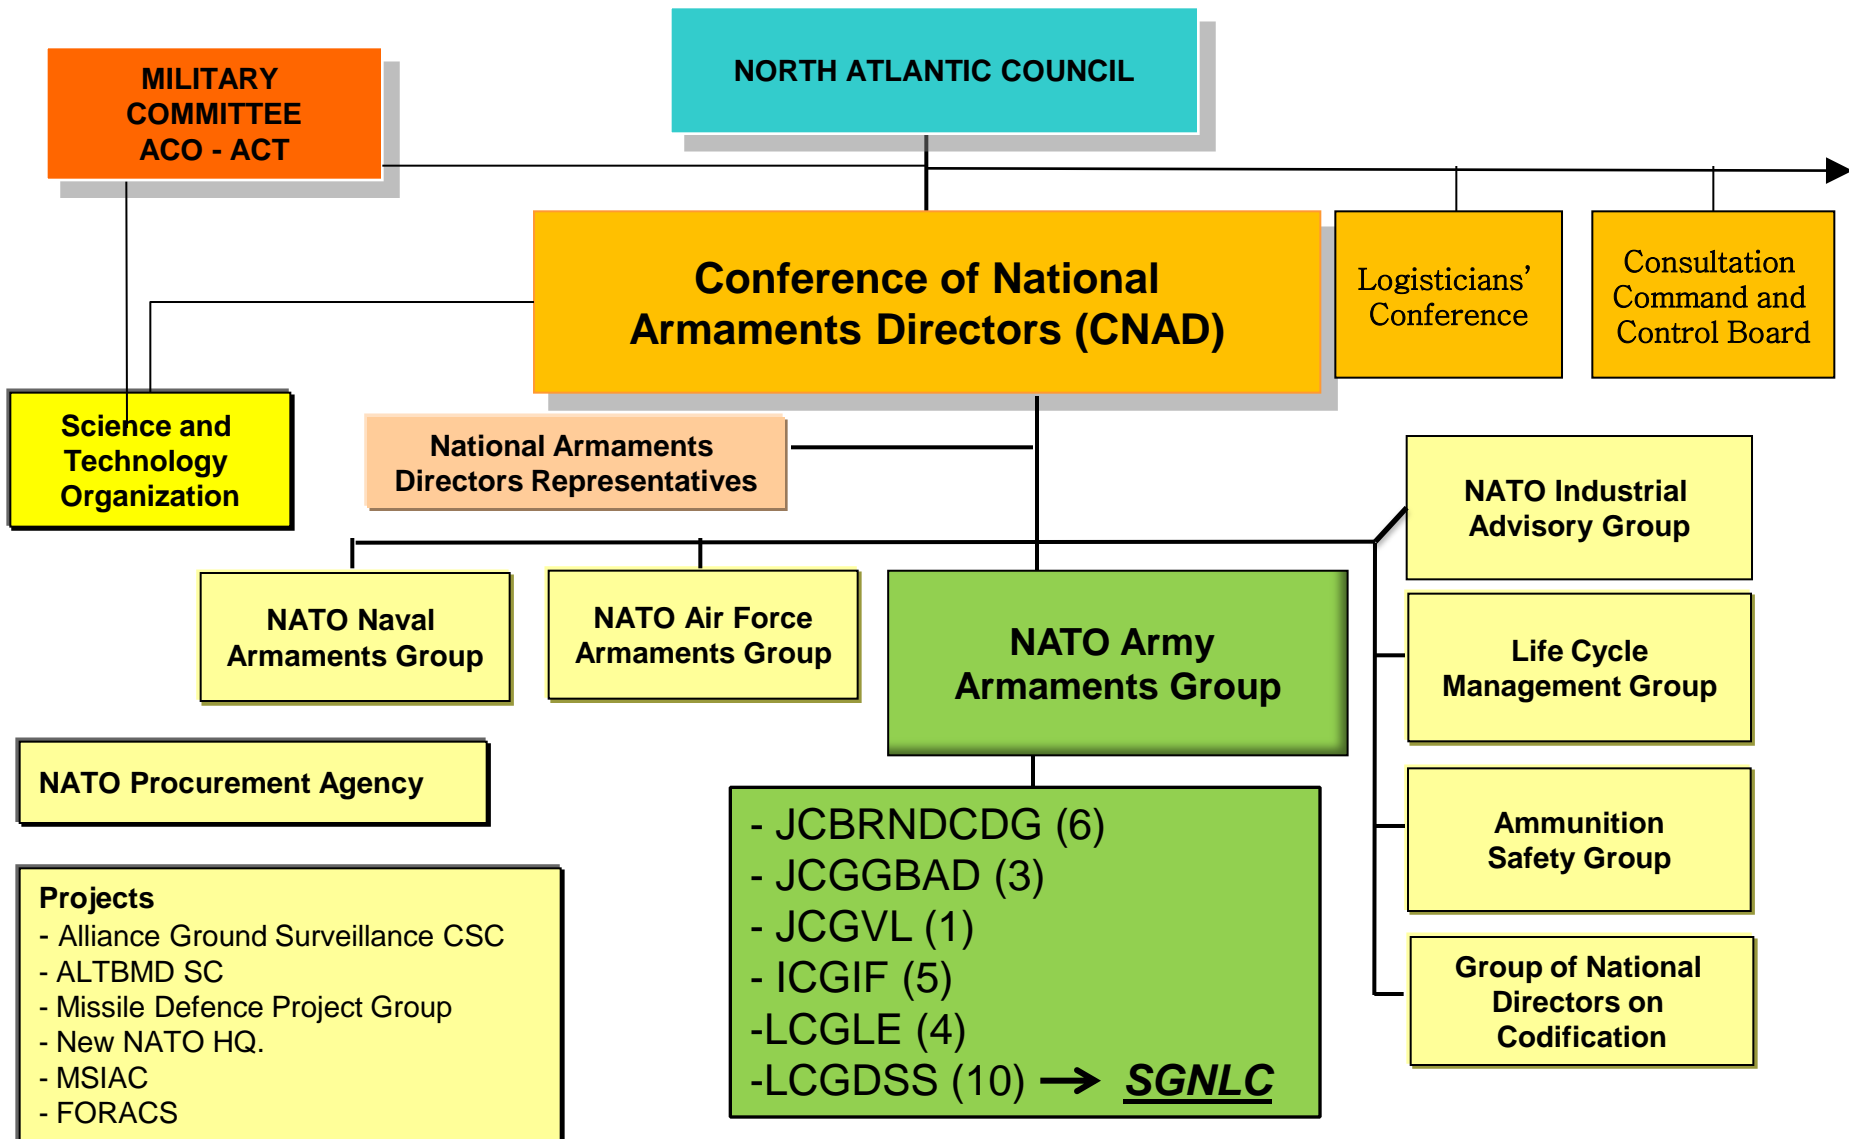 MILITARY
COMMITTEE
ACO - ACT
NORTH ATLANTIC COUNCIL
Conference of National
Armaments Directors (CNAD)
Logisticians’
Conference
Consultation
Command and
Control Board
Science and
Technology
Organization
National Armaments
Directors Representatives
NATO Industrial
Advisory Group
NATO Naval
Armaments Group
NATO Air Force
Armaments Group
NATO Army
Armaments Group
Life Cycle
Management Group
NATO Procurement Agency
- JCBRNDCDG (6)
- JCGGBAD (3)
- JCGVL (1)
- ICGIF (5)
-LCGLE (4)
-LCGDSS (10) → SGNLC
Ammunition
Safety Group
Group of National
Directors on
Codification
Projects
- Alliance Ground Surveillance CSC
- ALTBMD SC
- Missile Defence Project Group
- New NATO HQ.
- MSIAC
- FORACS